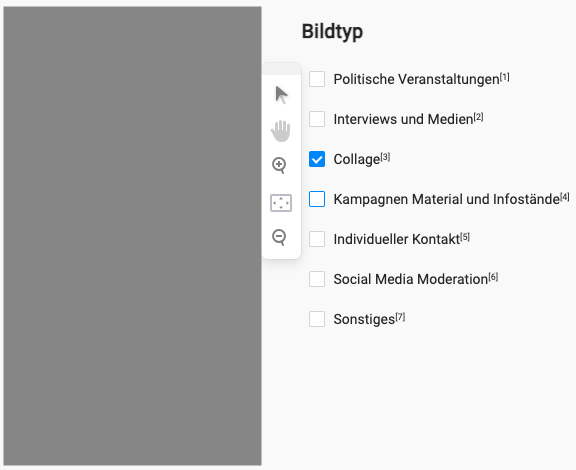 Bildtyp
Politische Veranstaltungen[1]
Interviews und Medien[2]
Collage[3]
Kampagnen Material und Infostände[4]
Individueller Kontakt[5]
Social Media Moderation[6]
Sonstiges[7]